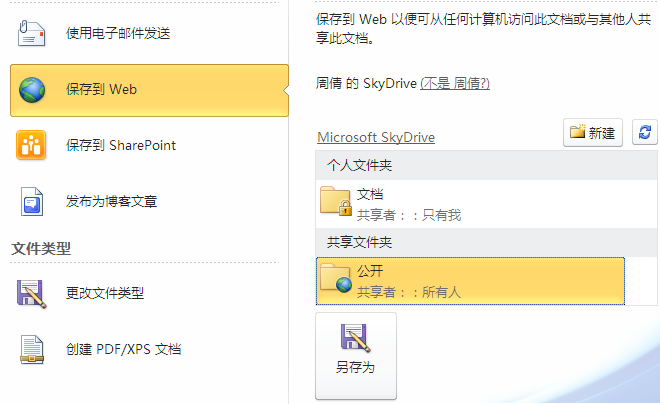 使用电子邮件发送
保存到 Web
保存到 SharePoint
发布为博客文章
文件类型
更改文件类型
创建 PDF/XPS 文档
保存到 Web 以便可从任何计算机访问此文档或与其他人共
享此文档。
周倩 的 SkyDrive (不是 周倩?)
Microsoft SkyDrive
新建
个人文件夹
文档
共享者：：只有我
共享文件夹
公开
共享者：：所有人
另存为